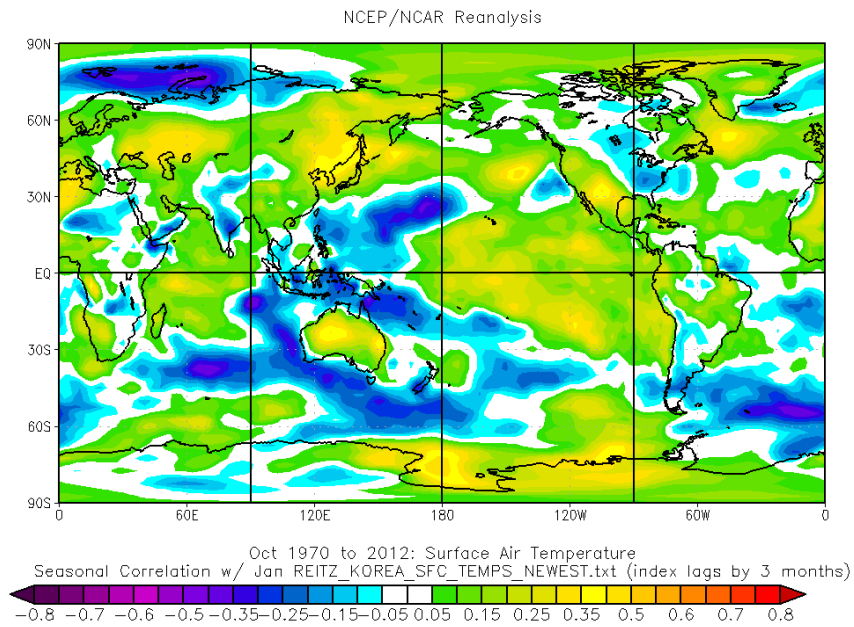 NCEP/NCAR Reanalysis
90N
60N
30N
EQ
30S
60S
90S
0 60E 120E 180 120W 60W 0
Oct 1970 to 2012: Surface Air Temperature
Seasonal Correlation w/ Jan REITZ_KOREA_SFC_TEMPS_NEWEST.txt (index lags by 3 months)
-0.8 -0.7 -0.6 -0.5 -0.35 -0.25 -0.15 -0.05 0.05 0.15 0.25 0.35 0.5 0.6 0.7 0.8